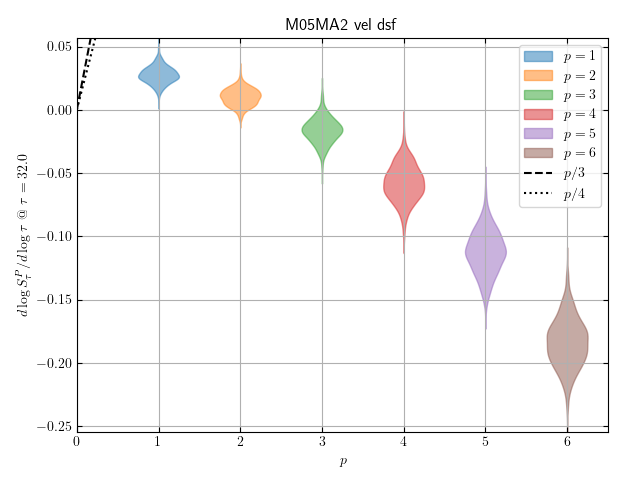 M05MA2 vel dsf
d log S_τ^P / d log τ @ τ = 32.0
0.05
0.00
−0.05
−0.10
−0.15
−0.20
−0.25
0 1 2 3 4 5 6
p
p = 1
p = 2
p = 3
p = 4
p = 5
p = 6
p/3
p/4